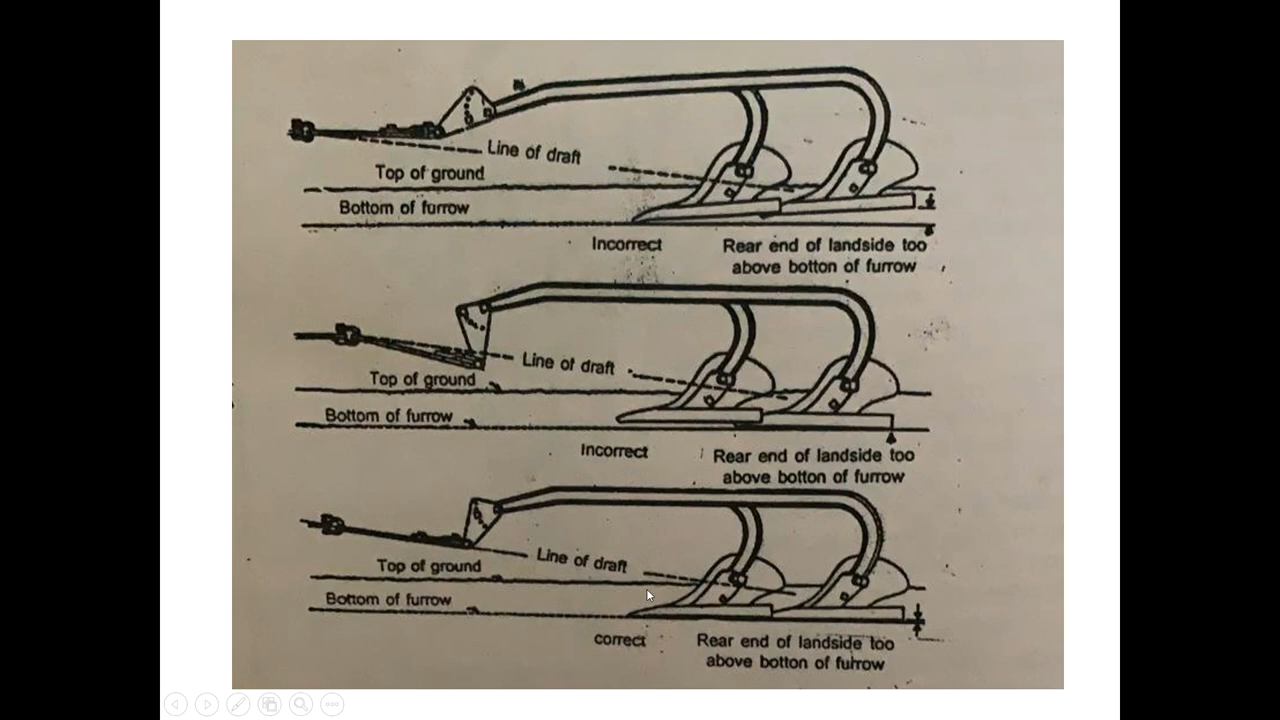 Line of draft
Top of ground
Bottom of furrow
Incorrect
Rear end of landside too
above botton of furrow
Line of draft
Top of ground
Bottom of furrow
Incorrect
Rear end of landside too
above botton of furrow
Line of draft
Top of ground
Bottom of furrow
correct
Rear end of landside too
above botton of furrow